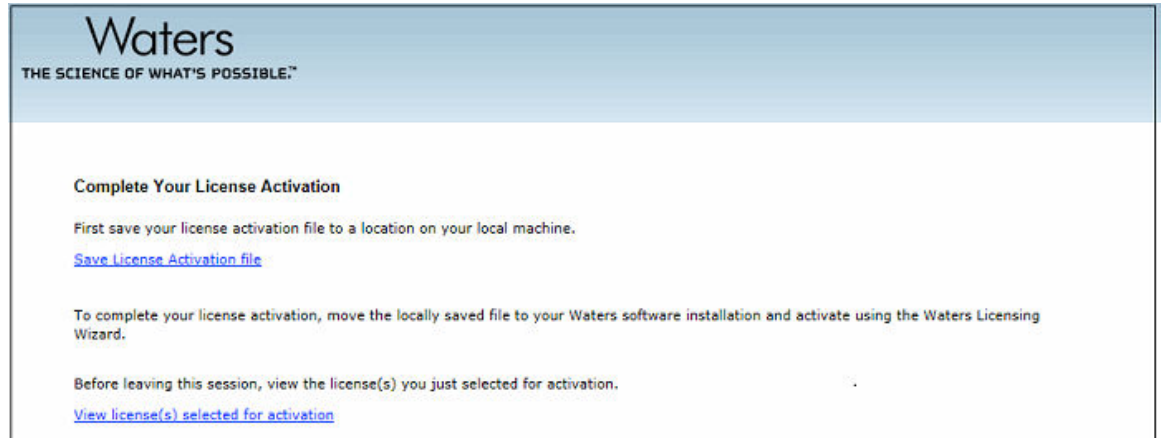 Waters
THE SCIENCE OF WHAT'S POSSIBLE.™
Complete Your License Activation
First save your license activation file to a location on your local machine.
Save License Activation file
To complete your license activation, move the locally saved file to your Waters software installation and activate using the Waters Licensing
Wizard.
Before leaving this session, view the license(s) you just selected for activation.
View license(s) selected for activation